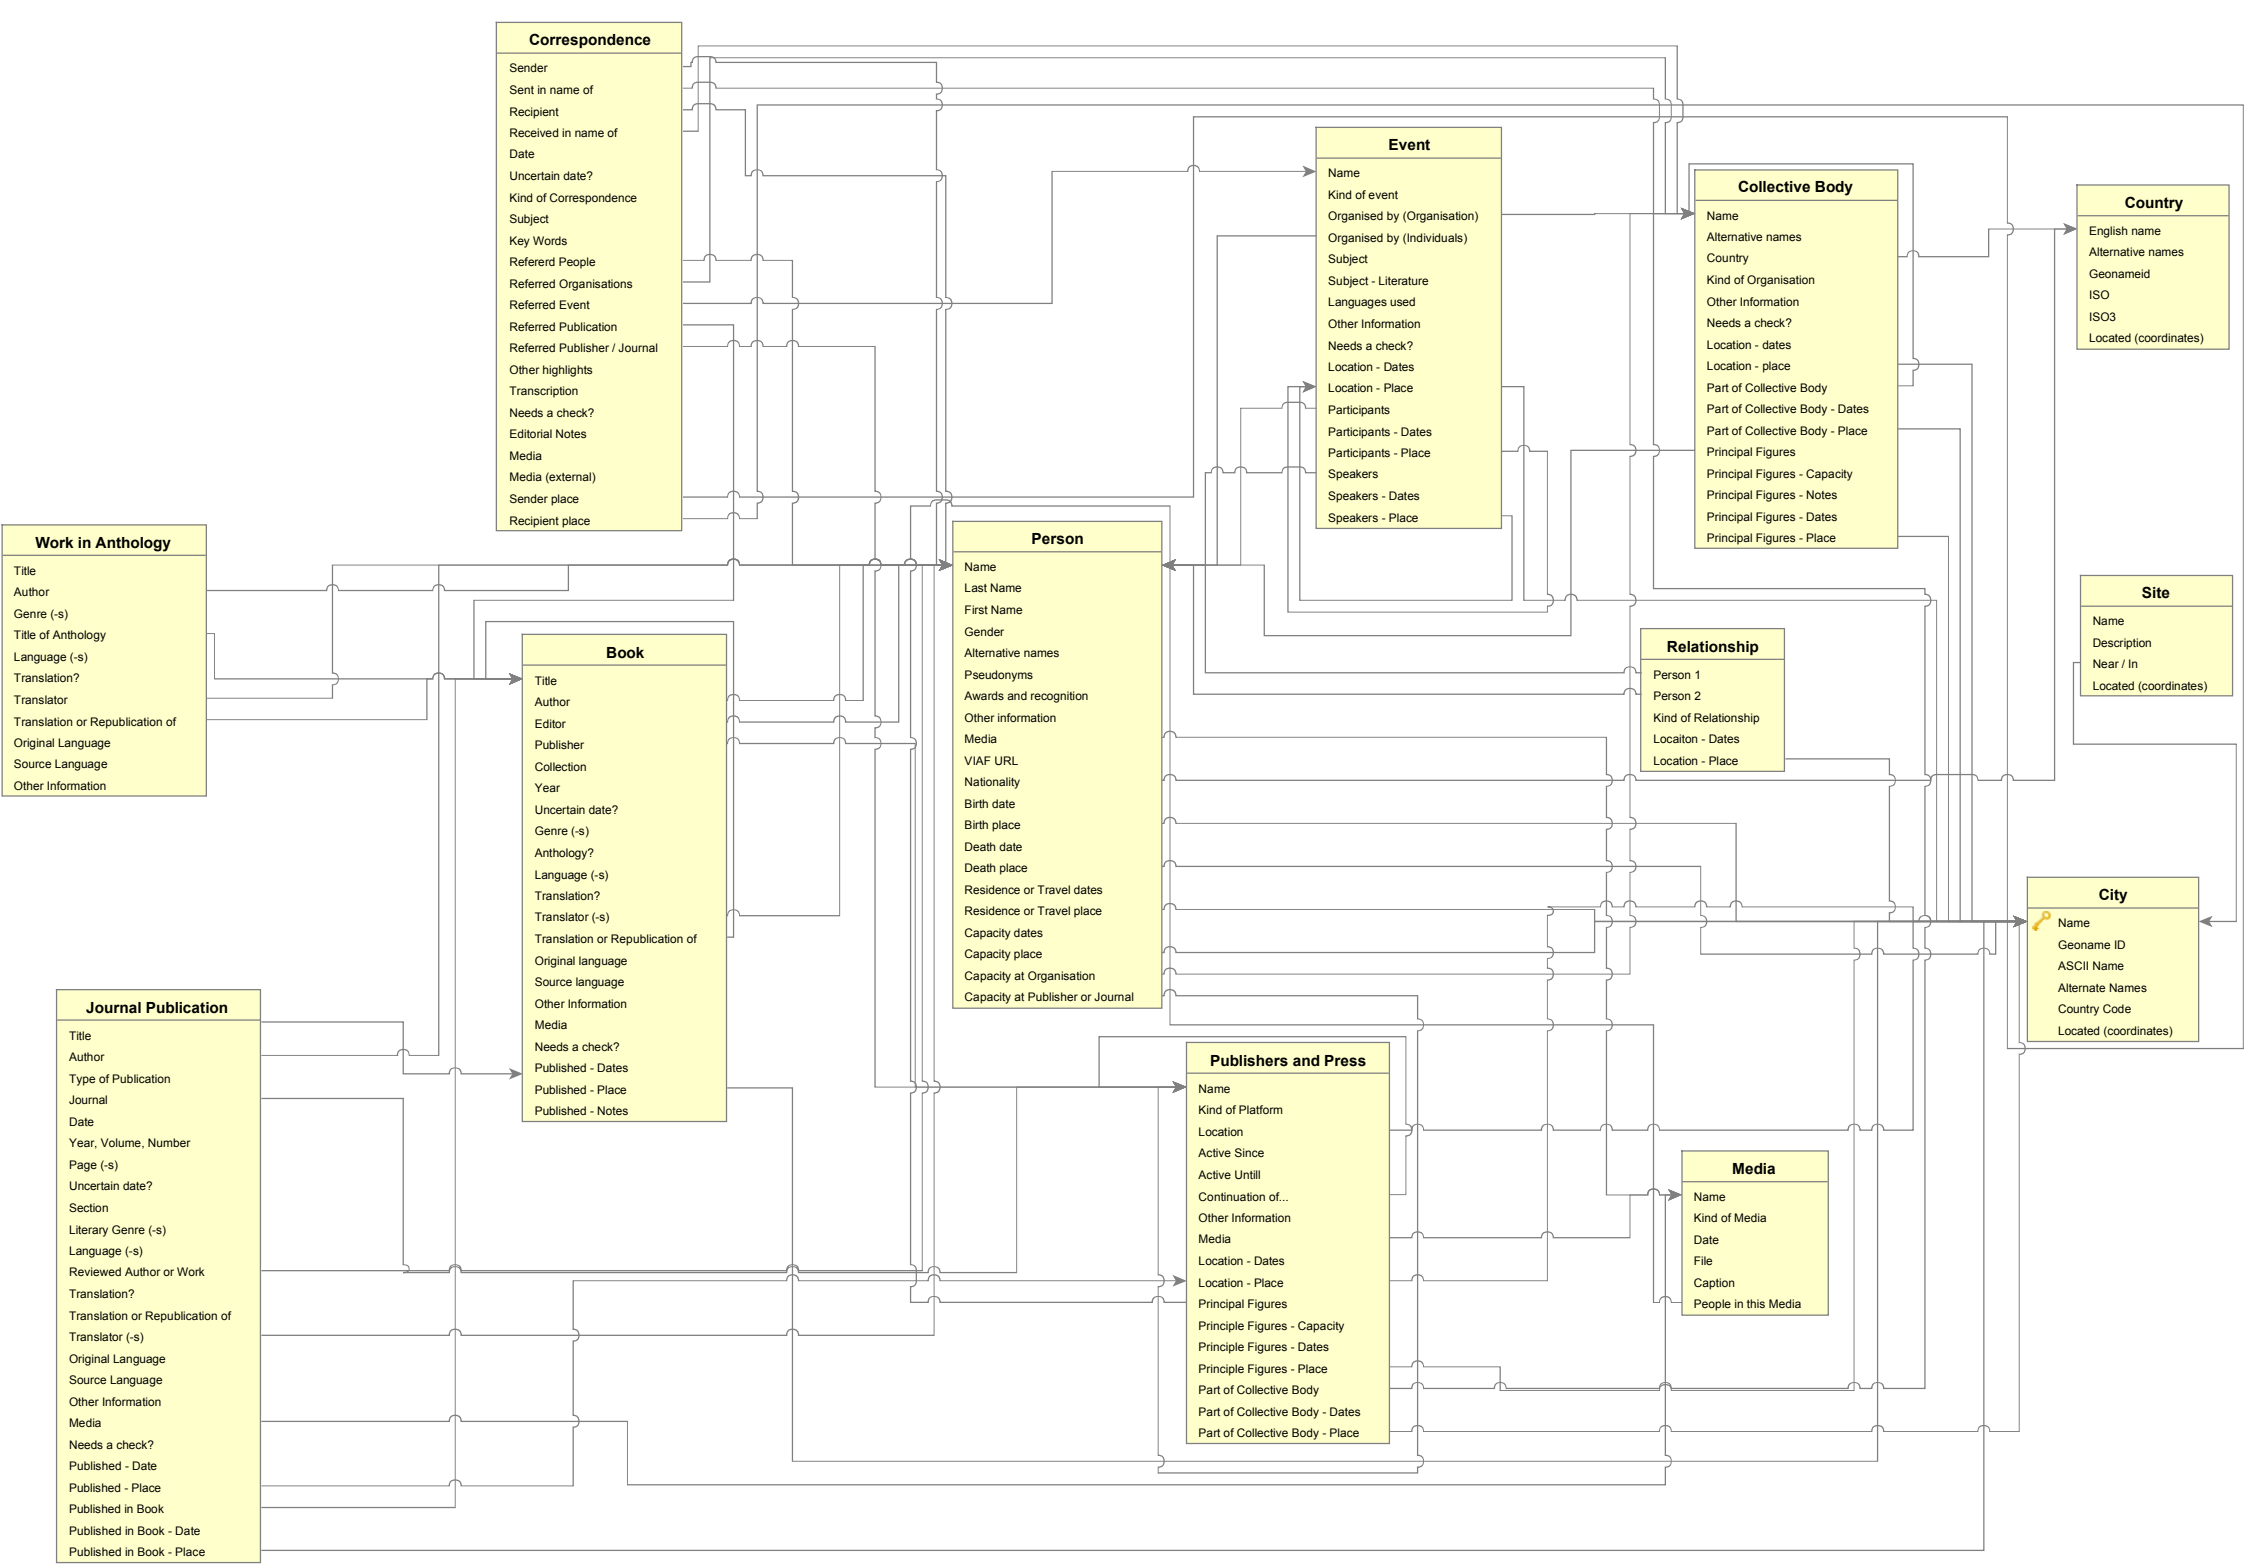 Correspondence
Sender
Sent in name of
Recipient
Received in name of
Date
Uncertain date?
Kind of Correspondence
Subject
Key Words
Refererd People
Referred Organisations
Referred Event
Referred Publication
Referred Publisher / Journal
Other highlights
Transcription
Needs a check?
Editorial Notes
Media
Media (external)
Sender place
Recipient place
Event
Name
Kind of event
Organised by (Organisation)
Organised by (Individuals)
Subject
Subject - Literature
Languages used
Other Information
Needs a check?
Location - Dates
Location - Place
Participants
Participants - Dates
Participants - Place
Speakers
Speakers - Dates
Speakers - Place
Collective Body
Name
Alternative names
Country
Kind of Organisation
Other Information
Needs a check?
Location - dates
Location - place
Part of Collective Body
Part of Collective Body - Dates
Part of Collective Body - Place
Principal Figures
Principal Figures - Capacity
Principal Figures - Notes
Principal Figures - Dates
Principal Figures - Place
Country
English name
Alternative names
Geonameid
ISO
ISO3
Located (coordinates)
Work in Anthology
Title
Author
Genre (-s)
Title of Anthology
Language (-s)
Translation?
Translator
Translation or Republication of
Original Language
Source Language
Other Information
Person
Name
Last Name
First Name
Gender
Alternative names
Pseudonyms
Awards and recognition
Other information
Media
VIAF URL
Nationality
Birth date
Birth place
Death date
Death place
Residence or Travel dates
Residence or Travel place
Capacity dates
Capacity place
Capacity at Organisation
Capacity at Publisher or Journal
Site
Name
Description
Near / In
Located (coordinates)
Relationship
Person 1
Person 2
Kind of Relationship
Locaiton - Dates
Location - Place
Book
Title
Author
Editor
Publisher
Collection
Year
Uncertain date?
Genre (-s)
Anthology?
Language (-s)
Translation?
Translator (-s)
Translation or Republication of
Original language
Source language
Other Information
Media
Needs a check?
Published - Dates
Published - Place
Published - Notes
City
Name
Geoname ID
ASCII Name
Alternate Names
Country Code
Located (coordinates)
Journal Publication
Title
Author
Type of Publication
Journal
Date
Year, Volume, Number
Page (-s)
Uncertain date?
Section
Literary Genre (-s)
Language (-s)
Reviewed Author or Work
Translation?
Translation or Republication of
Translator (-s)
Original Language
Source Language
Other Information
Media
Needs a check?
Published - Date
Published - Place
Published in Book
Published in Book - Date
Published in Book - Place
Publishers and Press
Name
Kind of Platform
Location
Active Since
Active Untill
Continuation of...
Other Information
Media
Location - Dates
Location - Place
Principal Figures
Principle Figures - Capacity
Principle Figures - Dates
Principle Figures - Place
Part of Collective Body
Part of Collective Body - Dates
Part of Collective Body - Place
Media
Name
Kind of Media
Date
File
Caption
People in this Media